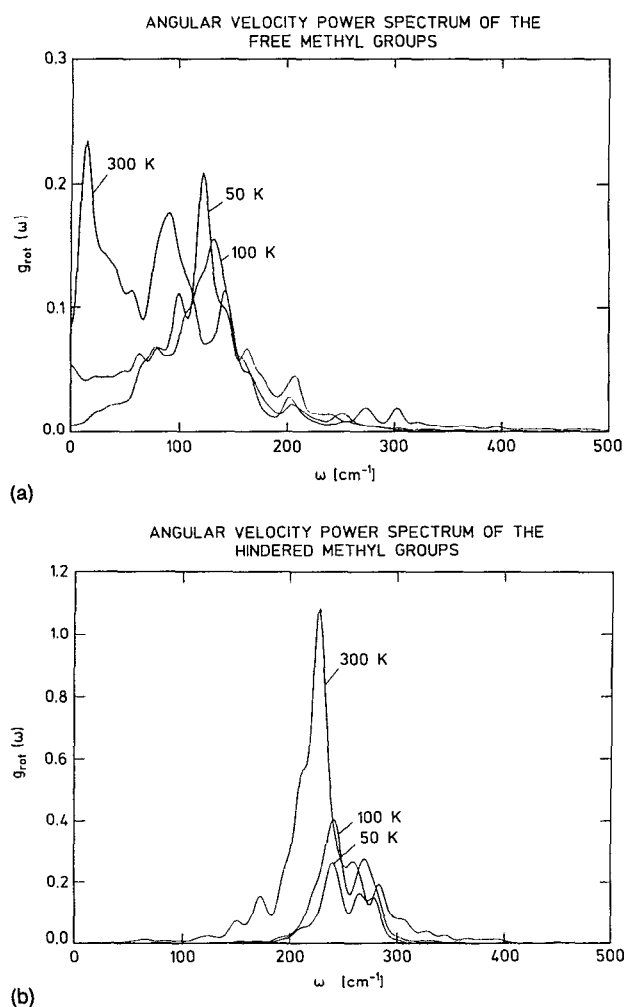 ANGULAR VELOCITY POWER SPECTRUM OF THE
FREE METHYL GROUPS
0.3
0.2
0.1
0.0
g_rot (ω)
300 K
50 K
100 K
0
100
200
300
400
500
ω [cm⁻¹]
(a)
ANGULAR VELOCITY POWER SPECTRUM OF THE
HINDERED METHYL GROUPS
1.2
1.0
0.8
0.6
0.4
0.2
0.0
g_rot (ω)
300 K
100 K
50 K
0
100
200
300
400
500
ω [cm⁻¹]
(b)